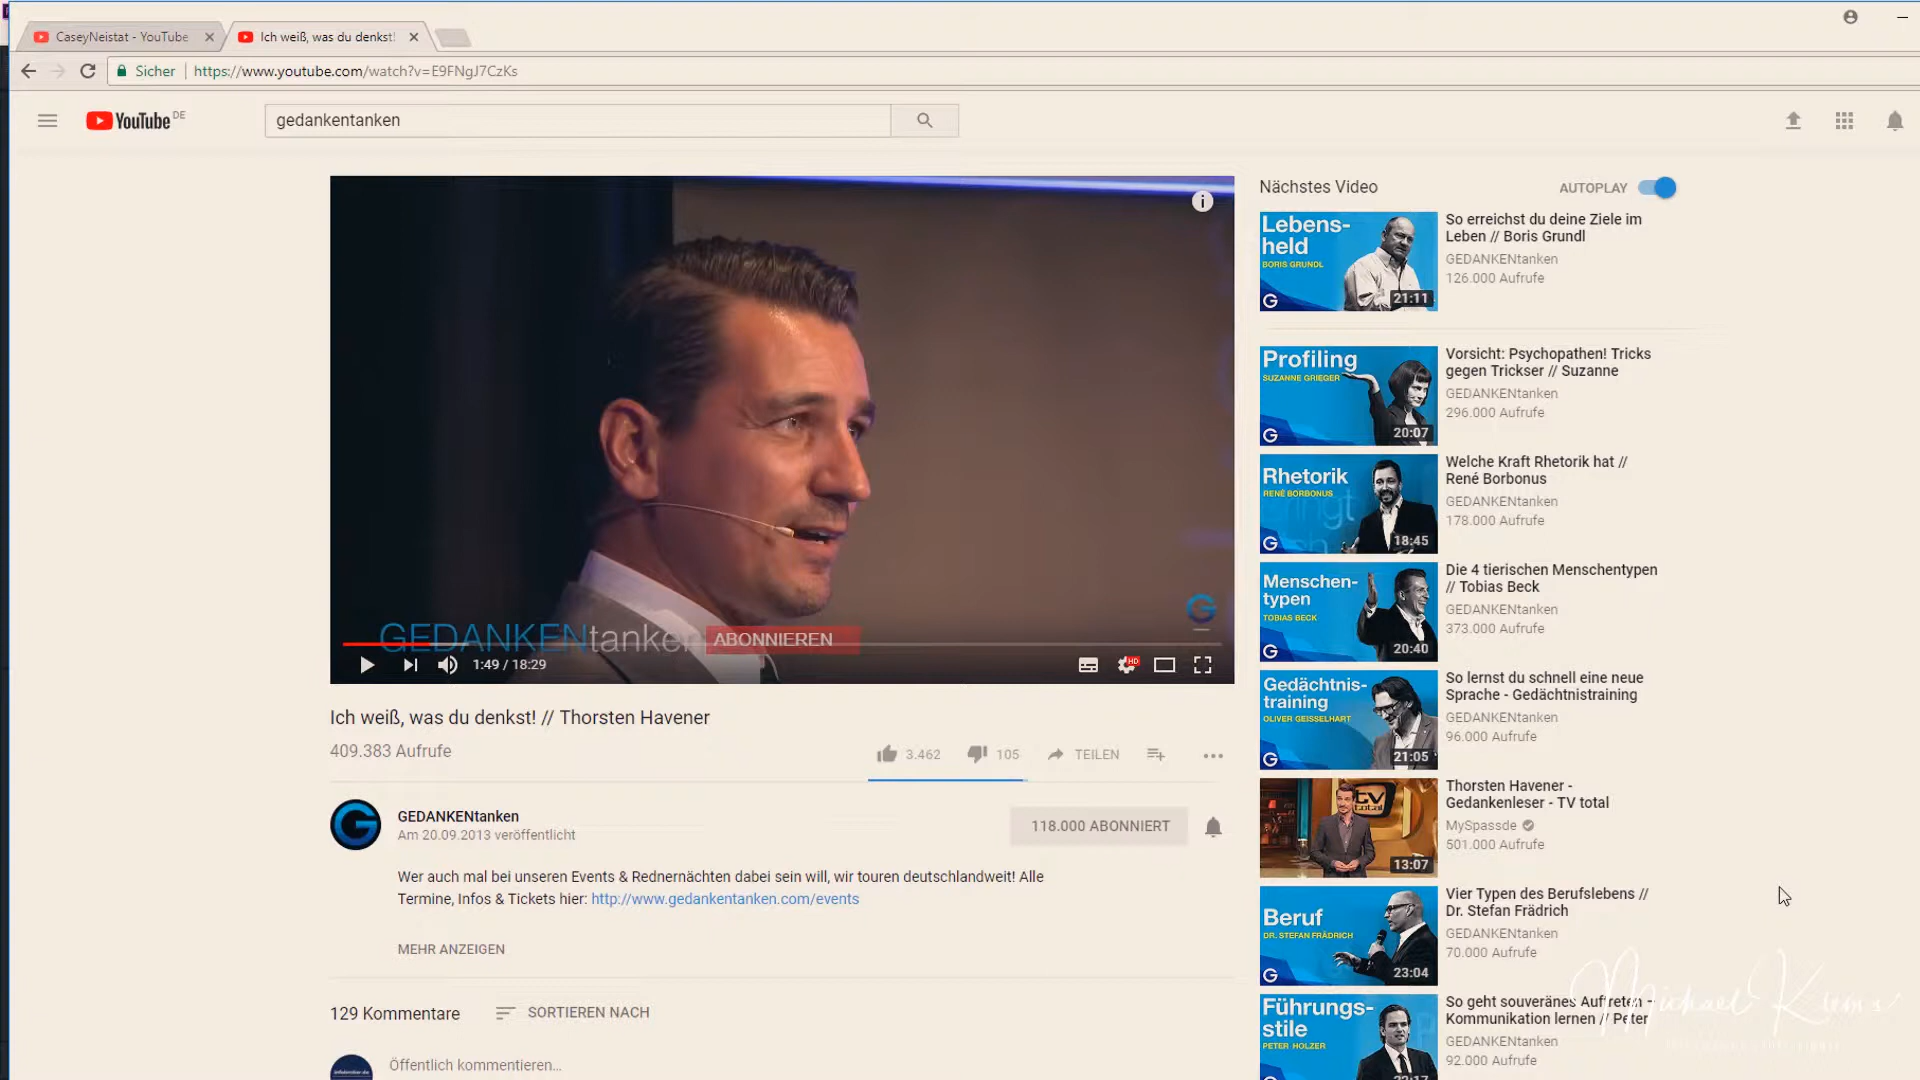 CaseyNeistat - YouTube
Ich weiß, was du denkst!
Sicher
https://www.youtube.com/watch?v=E9FNgJ7CzKs
YouTube DE
gedankentanken
GEDANKENtanken
ABONNIEREN
1:49 / 18:29
HD
Ich weiß, was du denkst! // Thorsten Havener
409.383 Aufrufe
3.462
105
TEILEN
GEDANKENtanken
Am 20.09.2013 veröffentlicht
118.000 ABONNIERT
Wer auch mal bei unseren Events & Rednernächten dabei sein will, wir touren deutschlandweit! Alle
Termine, Infos & Tickets hier: http://www.gedankentanken.com/events
MEHR ANZEIGEN
129 Kommentare
SORTIEREN NACH
Öffentlich kommentieren...
Nächstes Video
AUTOPLAY
Lebens-
held
BORIS GRUNDL
21:11
So erreichst du deine Ziele im
Leben // Boris Grundl
GEDANKENtanken
126.000 Aufrufe
Profiling
SUZANNE GRIEGER
20:07
Vorsicht: Psychopathen! Tricks
gegen Trickser // Suzanne
GEDANKENtanken
296.000 Aufrufe
Rhetorik
RENÉ BORBONUS
18:45
Welche Kraft Rhetorik hat //
René Borbonus
GEDANKENtanken
178.000 Aufrufe
Menschen-
typen
TOBIAS BECK
20:40
Die 4 tierischen Menschentypen
// Tobias Beck
GEDANKENtanken
373.000 Aufrufe
Gedächtnis-
training
OLIVER GEISSELHART
21:05
So lernst du schnell eine neue
Sprache - Gedächtnistraining
GEDANKENtanken
96.000 Aufrufe
tv
total
13:07
Thorsten Havener -
Gedankenleser - TV total
MySpassde
501.000 Aufrufe
Beruf
DR. STEFAN FRÄDRICH
23:04
Vier Typen des Berufslebens //
Dr. Stefan Frädrich
GEDANKENtanken
70.000 Aufrufe
Führungs-
stile
PETER HOLZER
So geht souveränes Auftreten -
Kommunikation lernen // Peter
GEDANKENtanken
92.000 Aufrufe
Michael